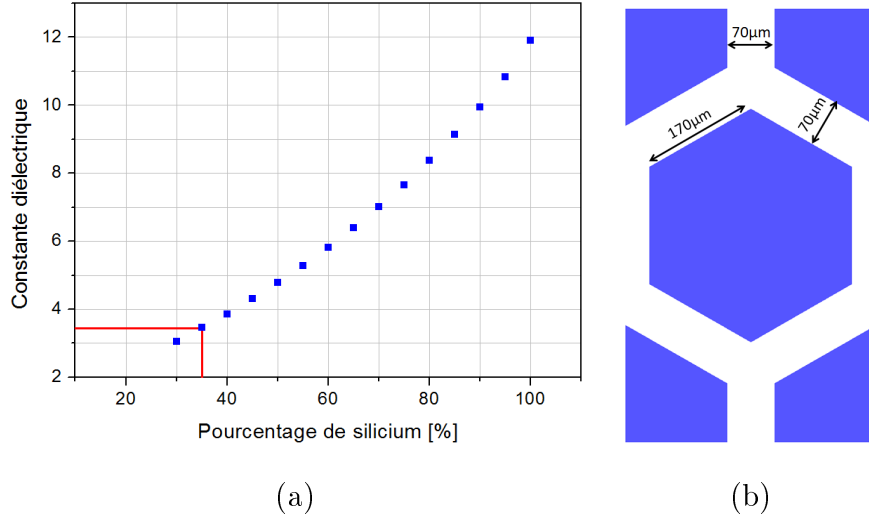 12
10
8
6
4
2
Constante diélectrique
20
40
60
80
100
Pourcentage de silicium [%]
(a)
70µm
170µm
70µm
(b)